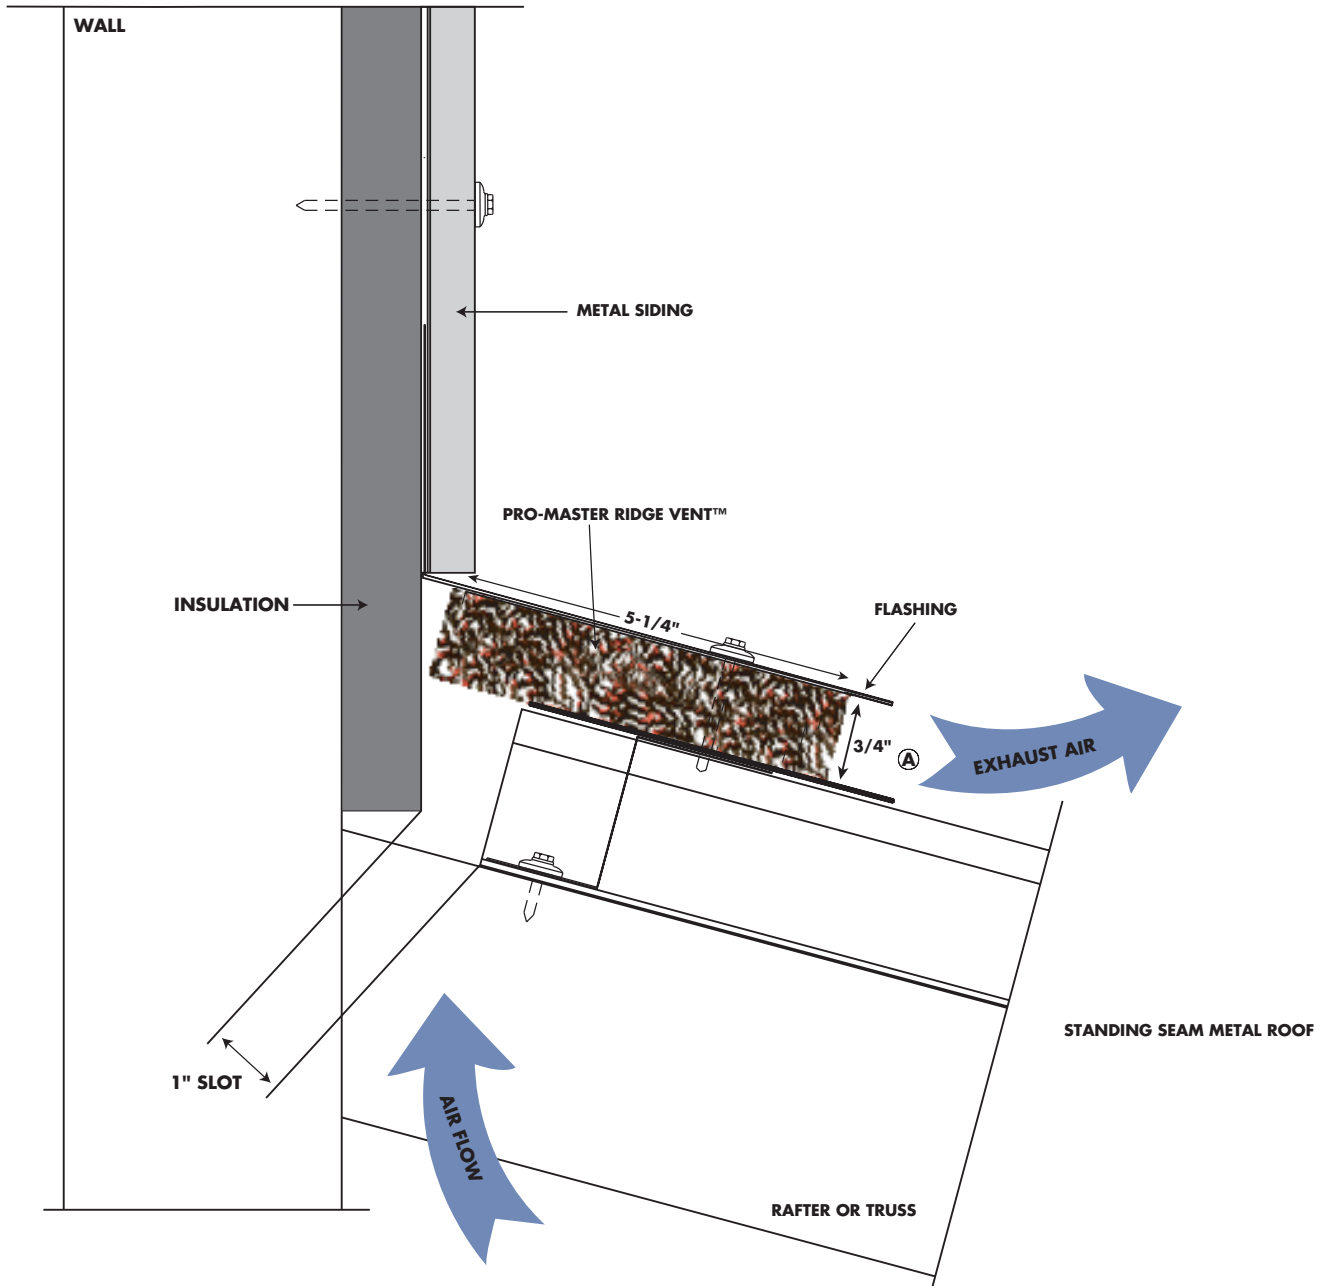 WALL
METAL SIDING
PRO-MASTER RIDGE VENT™
INSULATION
5-1/4"
FLASHING
3/4"
A
EXHAUST AIR
STANDING SEAM METAL ROOF
1" SLOT
AIR FLOW
RAFTER OR TRUSS